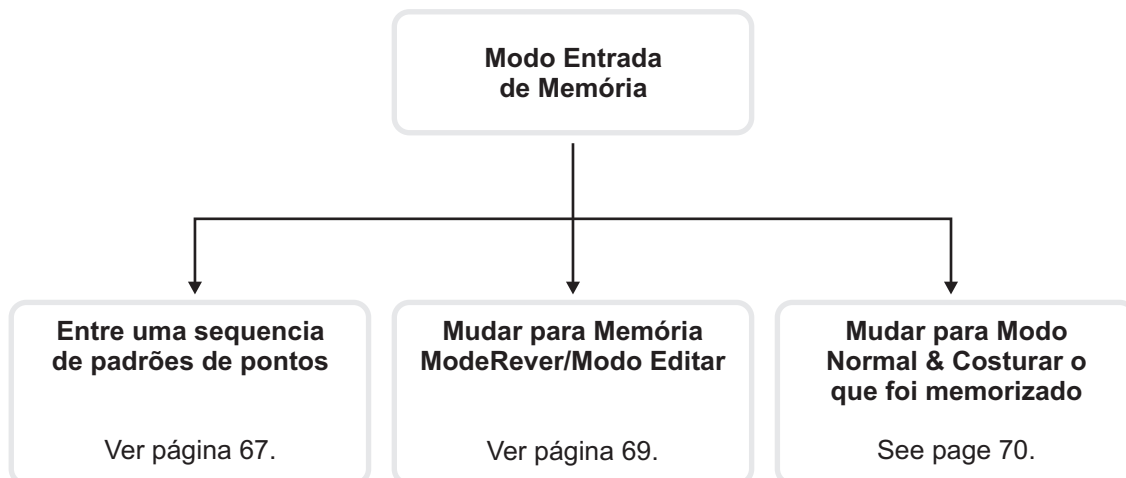 Modo Entrada
de Memória
Entre uma sequencia
de padrões de pontos
Ver página 67.
Mudar para Memória
ModeRever/Modo Editar
Ver página 69.
Mudar para Modo
Normal & Costurar o
que foi memorizado
See page 70.